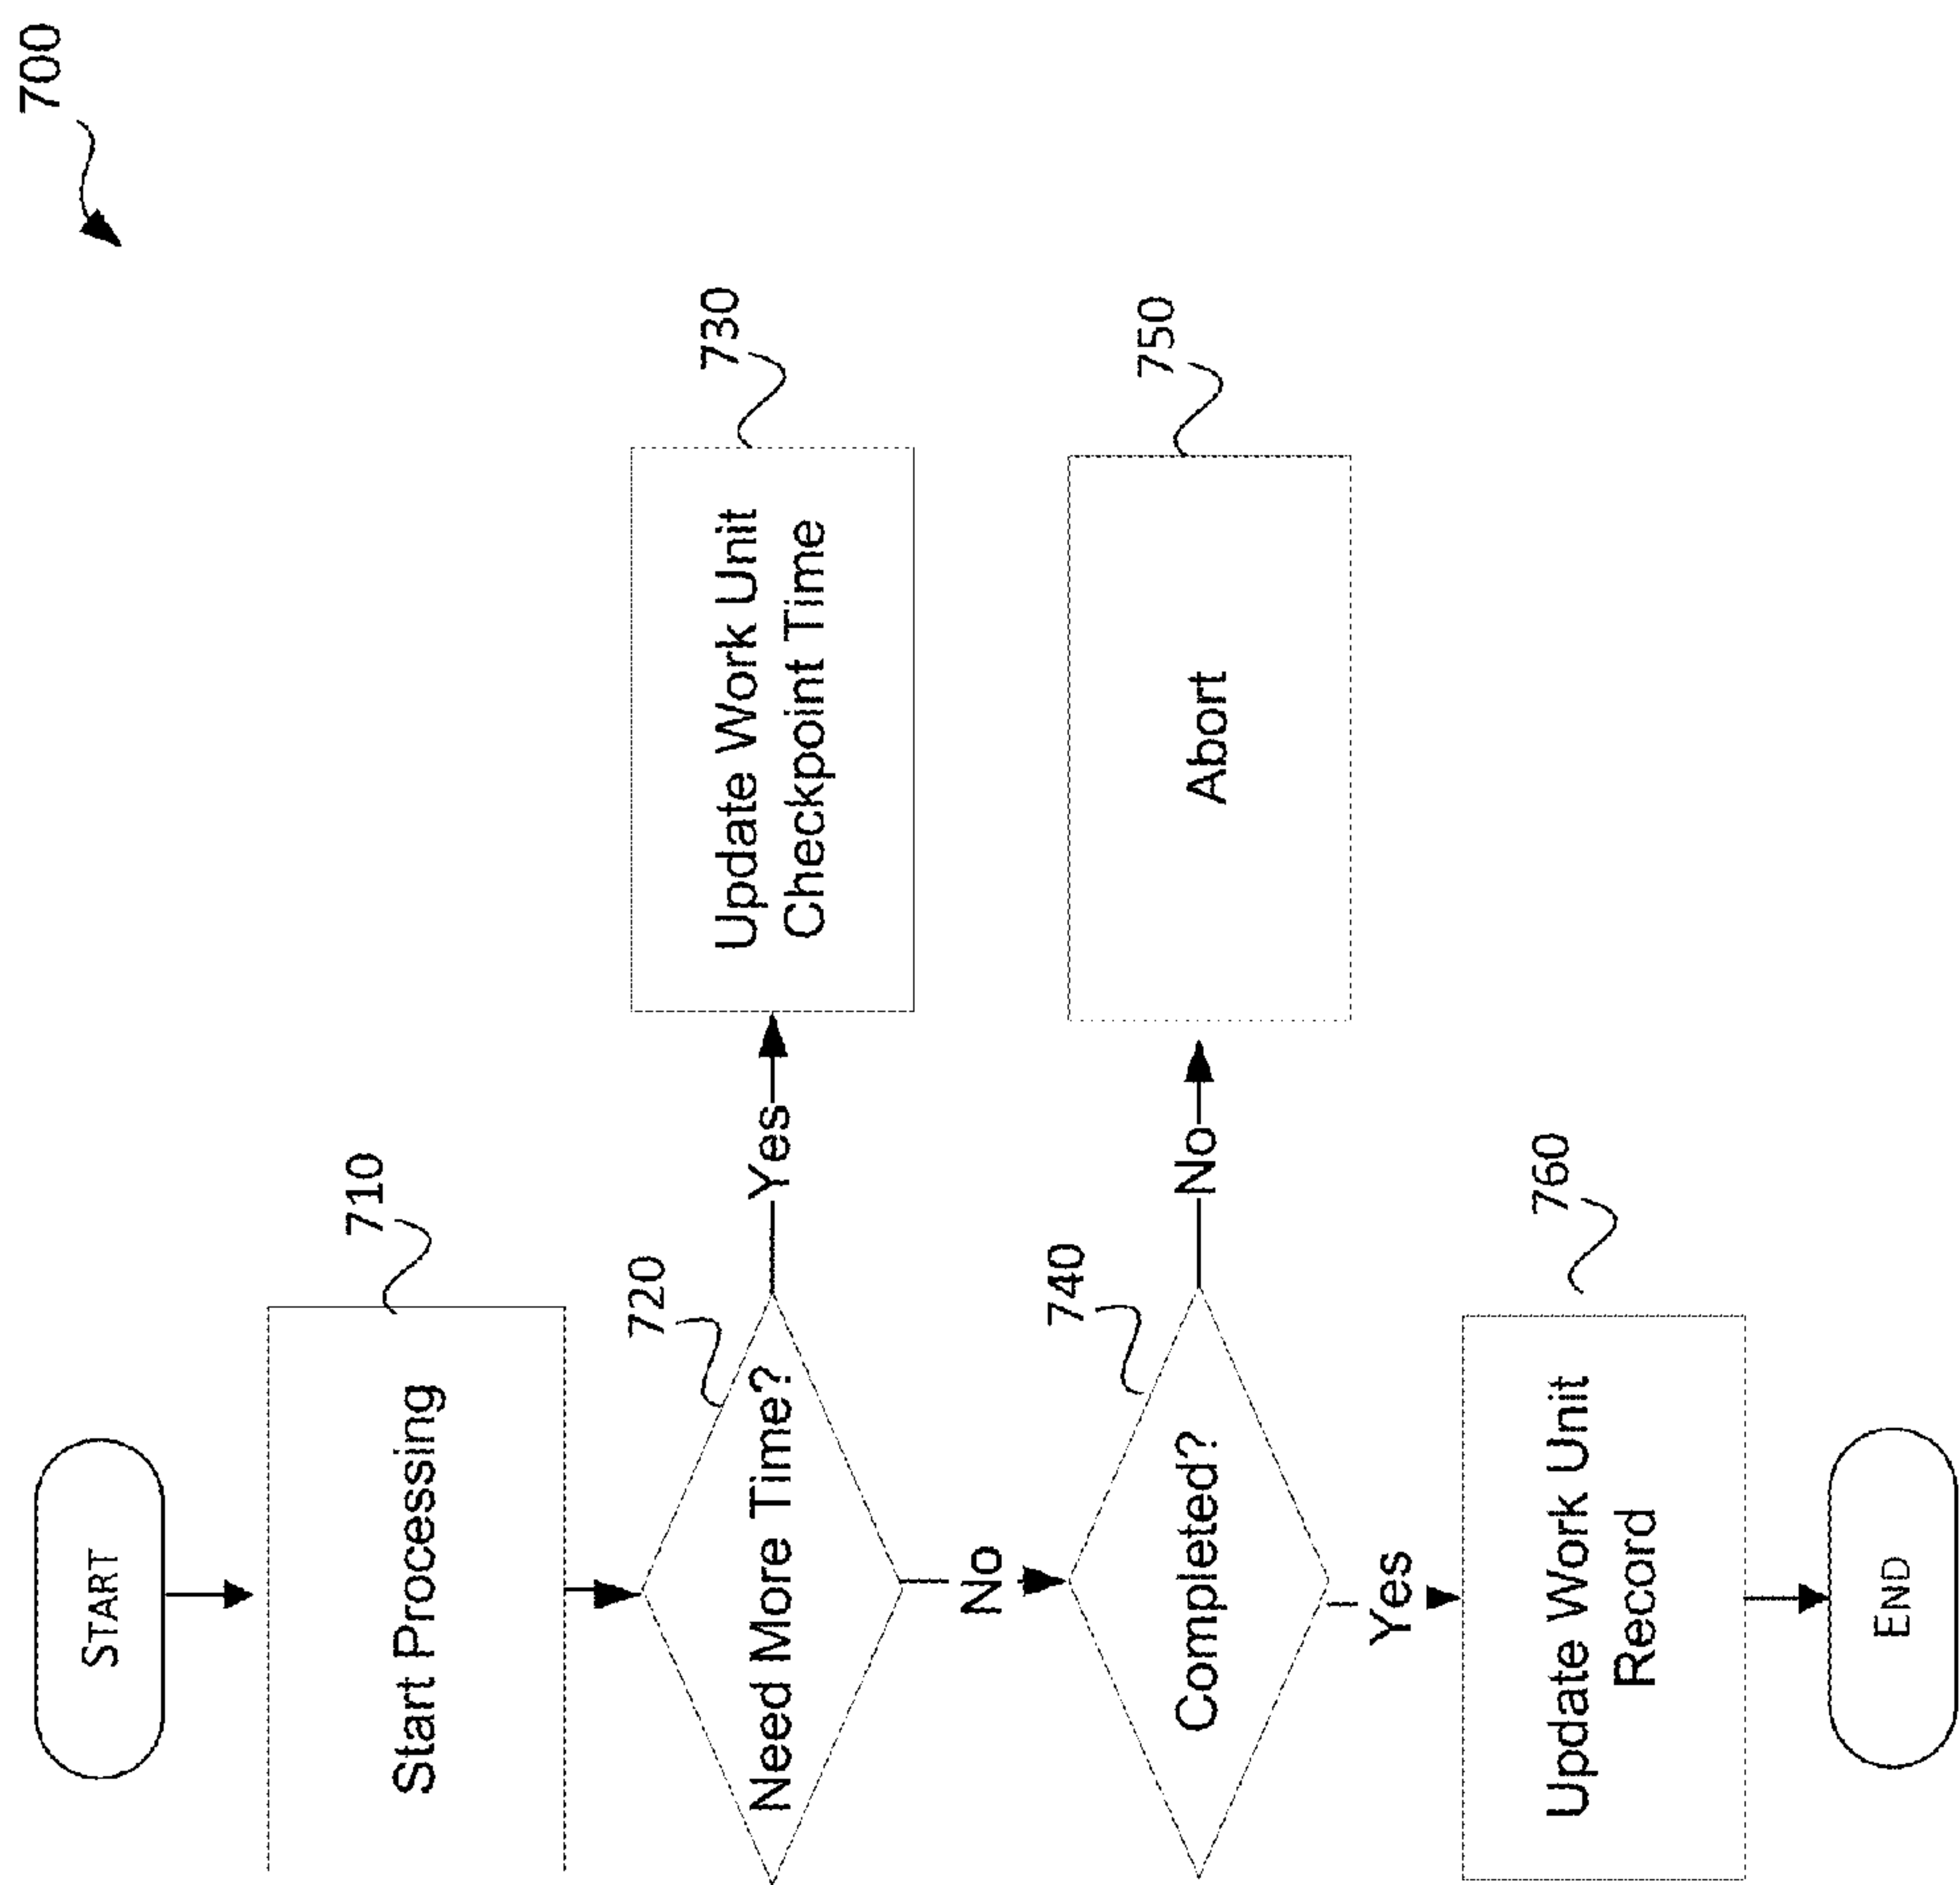 700
START
710
Start Processing
720
Need More Time?
Yes
730
Update Work Unit
Checkpoint Time
No
740
Completed?
No
750
Abort
Yes
760
Update Work Unit
Record
END